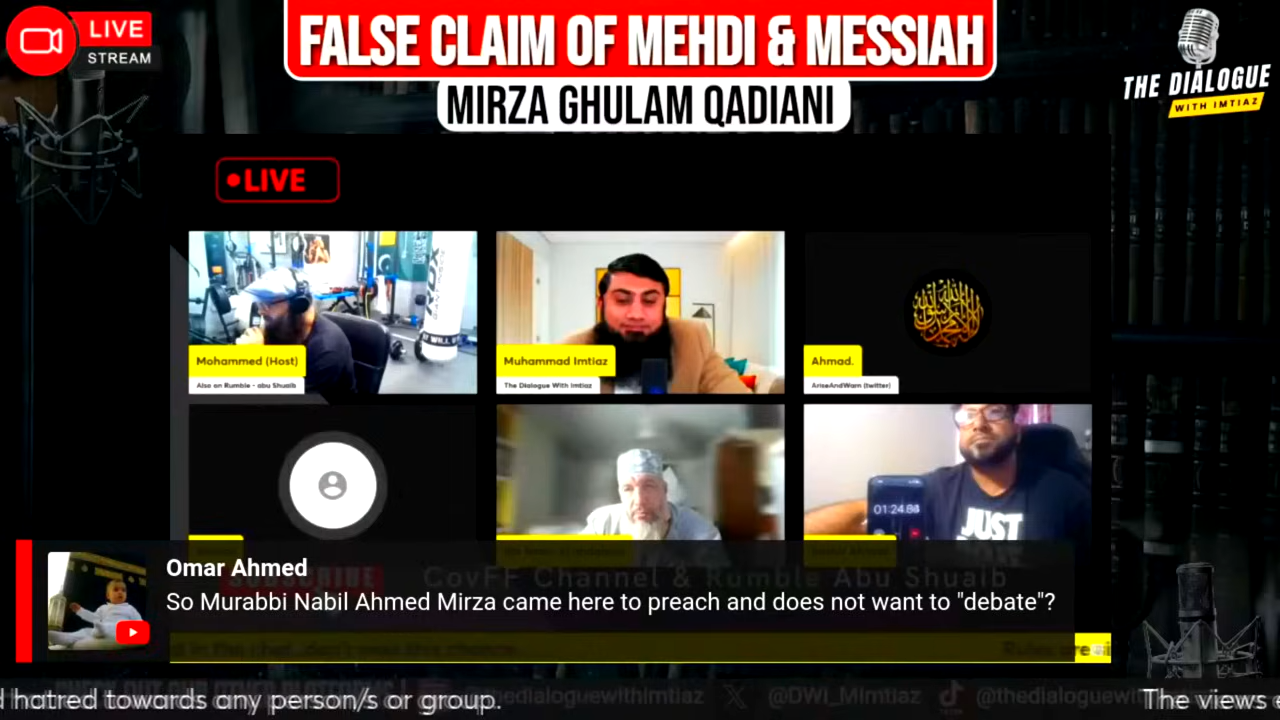 LIVE
STREAM
FALSE CLAIM OF MEHDI & MESSIAH
MIRZA GHULAM QADIANI
THE DIALOGUE
WITH IMTIAZ
LIVE
Mohammed (Host)
Also on Rumble - abu Shuaib
Muhammad Imtiaz
The Dialogue With Imtiaz
Ahmad.
AriseAndWarn (twitter)
01:24.84
JUST
Omar Ahmed
So Murabbi Nabil Ahmed Mirza came here to preach and does not want to "debate"?
CovFF Channel & Rumble Abu Shuaib
hatred towards any person/s or group.
thedialoguewithimtiaz
@DWi_MImtiaz
@thedialoguewith
The views